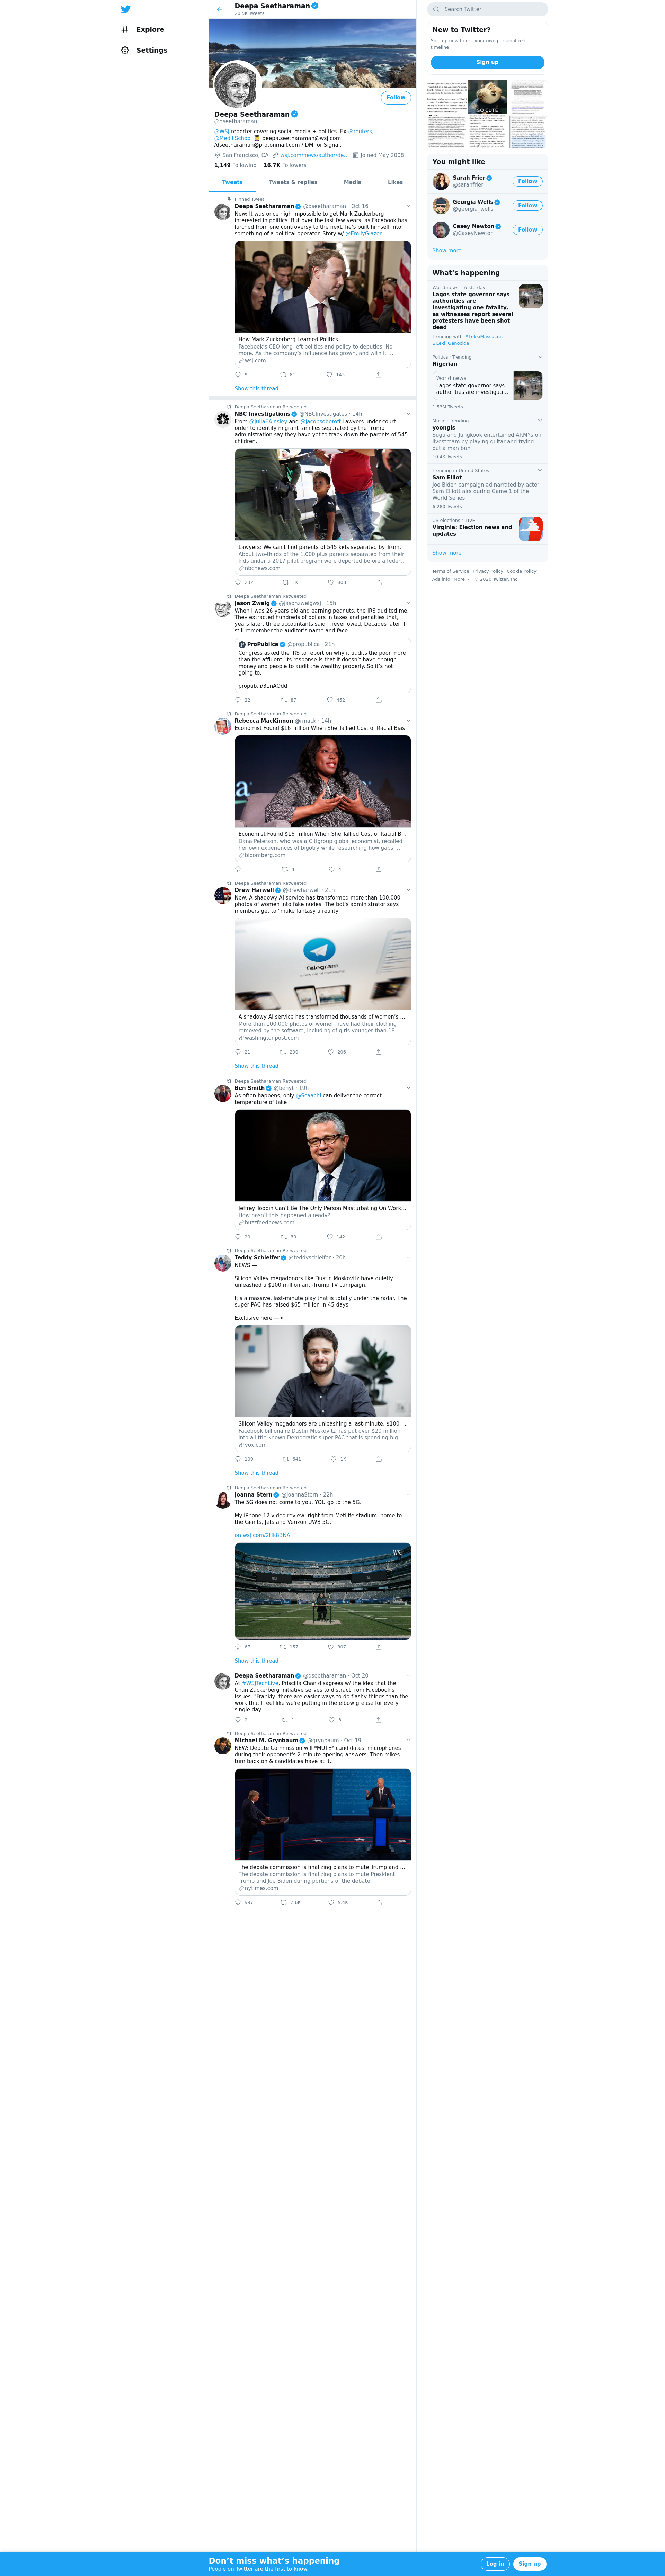 Explore
Settings
Deepa Seetharaman
20.5K Tweets
Follow
Deepa Seetharaman
@dseetharaman
@WSJ reporter covering social media + politics. Ex-@reuters,
@MedillSchool deepa.seetharaman@wsj.com
/dseetharaman@protonmail.com / DM for Signal.
San Francisco, CA wsj.com/news/author/de... Joined May 2008
1,149 Following 16.7K Followers
Tweets Tweets & replies Media Likes
Pinned Tweet
Deepa Seetharaman @dseetharaman · Oct 16
New: It was once nigh impossible to get Mark Zuckerberg
interested in politics. But over the last few years, as Facebook has
lurched from one controversy to the next, he's built himself into
something of a political operator. Story w/ @EmilyGlazer.
How Mark Zuckerberg Learned Politics
Facebook's CEO long left politics and policy to deputies. No
more. As the company's influence has grown, and with it ...
wsj.com
9 81 143
Show this thread
Deepa Seetharaman Retweeted
NBC Investigations @NBCInvestigates · 14h
From @JuliaEAinsley and @jacobsoboroff Lawyers under court
order to identify migrant families separated by the Trump
administration say they have yet to track down the parents of 545
children.
Lawyers: We can't find parents of 545 kids separated by Trum...
About two-thirds of the 1,000 plus parents separated from their
kids under a 2017 pilot program were deported before a feder...
nbcnews.com
232 1K 808
Deepa Seetharaman Retweeted
Jason Zweig @jasonzweigwsj · 15h
When I was 26 years old and earning peanuts, the IRS audited me.
They extracted hundreds of dollars in taxes and penalties that,
years later, three accountants said I never owed. Decades later, I
still remember the auditor's name and face.
ProPublica @propublica · 21h
Congress asked the IRS to report on why it audits the poor more
than the affluent. Its response is that it doesn't have enough
money and people to audit the wealthy properly. So it's not
going to.
propub.li/31nAOdd
22 87 452
Deepa Seetharaman Retweeted
Rebecca MacKinnon @rmack · 14h
Economist Found $16 Trillion When She Tallied Cost of Racial Bias
Economist Found $16 Trillion When She Tallied Cost of Racial B...
Dana Peterson, who was a Citigroup global economist, recalled
her own experiences of bigotry while researching how gaps ...
bloomberg.com
4 6
Deepa Seetharaman Retweeted
Drew Harwell @drewharwell · 21h
New: A shadowy AI service has transformed more than 100,000
photos of women into fake nudes. The bot's administrator says
members get to "make fantasy a reality"
Telegram
A shadowy AI service has transformed thousands of women's ...
More than 100,000 photos of women have had their clothing
removed by the software, including of girls younger than 18. ...
washingtonpost.com
21 290 206
Show this thread
Deepa Seetharaman Retweeted
Ben Smith @benyt · 19h
As often happens, only @Scaachi can deliver the correct
temperature of take
Jeffrey Toobin Can't Be The Only Person Masturbating On Work...
How hasn't this happened already?
buzzfeednews.com
20 30 142
Deepa Seetharaman Retweeted
Teddy Schleifer @teddyschleifer · 20h
NEWS —
Silicon Valley megadonors like Dustin Moskovitz have quietly
unleashed a $100 million anti-Trump TV campaign.
It's a massive, last-minute play that is totally under the radar. The
super PAC has raised $65 million in 45 days.
Exclusive here —>
Silicon Valley megadonors are unleashing a last-minute, $100 ...
Facebook billionaire Dustin Moskovitz has put over $20 million
into a little-known Democratic super PAC that is spending big.
vox.com
109 641 1K
Show this thread
Deepa Seetharaman Retweeted
Joanna Stern @JoannaStern · 22h
The 5G does not come to you. YOU go to the 5G.
My iPhone 12 video review, right from MetLife stadium, home to
the Giants, Jets and Verizon UWB 5G.
on.wsj.com/2Hk8BNA
WSJ
67 157 807
Show this thread
Deepa Seetharaman @dseetharaman · Oct 20
At #WSJTechLive, Priscilla Chan disagrees w/ the idea that the
Chan Zuckerberg Initiative serves to distract from Facebook's
issues. "Frankly, there are easier ways to do flashy things than the
work that I feel like we're putting in the elbow grease for every
single day."
2 1 3
Deepa Seetharaman Retweeted
Michael M. Grynbaum @grynbaum · Oct 19
NEW: Debate Commission will *MUTE* candidates' microphones
during their opponent's 2-minute opening answers. Then mikes
turn back on & candidates have at it.
The debate commission is finalizing plans to mute Trump and ...
The debate commission is finalizing plans to mute President
Trump and Joe Biden during portions of the debate.
nytimes.com
997 2.6K 9.4K
Search Twitter
New to Twitter?
Sign up now to get your own personalized
timeline!
Sign up
SO CUTE
You might like
Sarah Frier
@sarahfrier
Follow
Georgia Wells
@georgia_wells
Follow
Casey Newton
@CaseyNewton
Follow
Show more
What's happening
World news · Yesterday
Lagos state governor says
authorities are
investigating one fatality,
as witnesses report several
protesters have been shot
dead
Trending with #LekkiMassacre,
#LekkiGenocide
Politics · Trending
Nigerian
World news
Lagos state governor says
authorities are investigati...
1.53M Tweets
Music · Trending
yoongis
Suga and Jungkook entertained ARMYs on
livestream by playing guitar and trying
out a man bun
10.4K Tweets
Trending in United States
Sam Elliot
Joe Biden campaign ad narrated by actor
Sam Elliott airs during Game 1 of the
World Series
6,280 Tweets
US elections · LIVE
Virginia: Election news and
updates
Show more
Terms of Service Privacy Policy Cookie Policy
Ads info More © 2020 Twitter, Inc.
Don't miss what's happening
People on Twitter are the first to know.
Log in Sign up